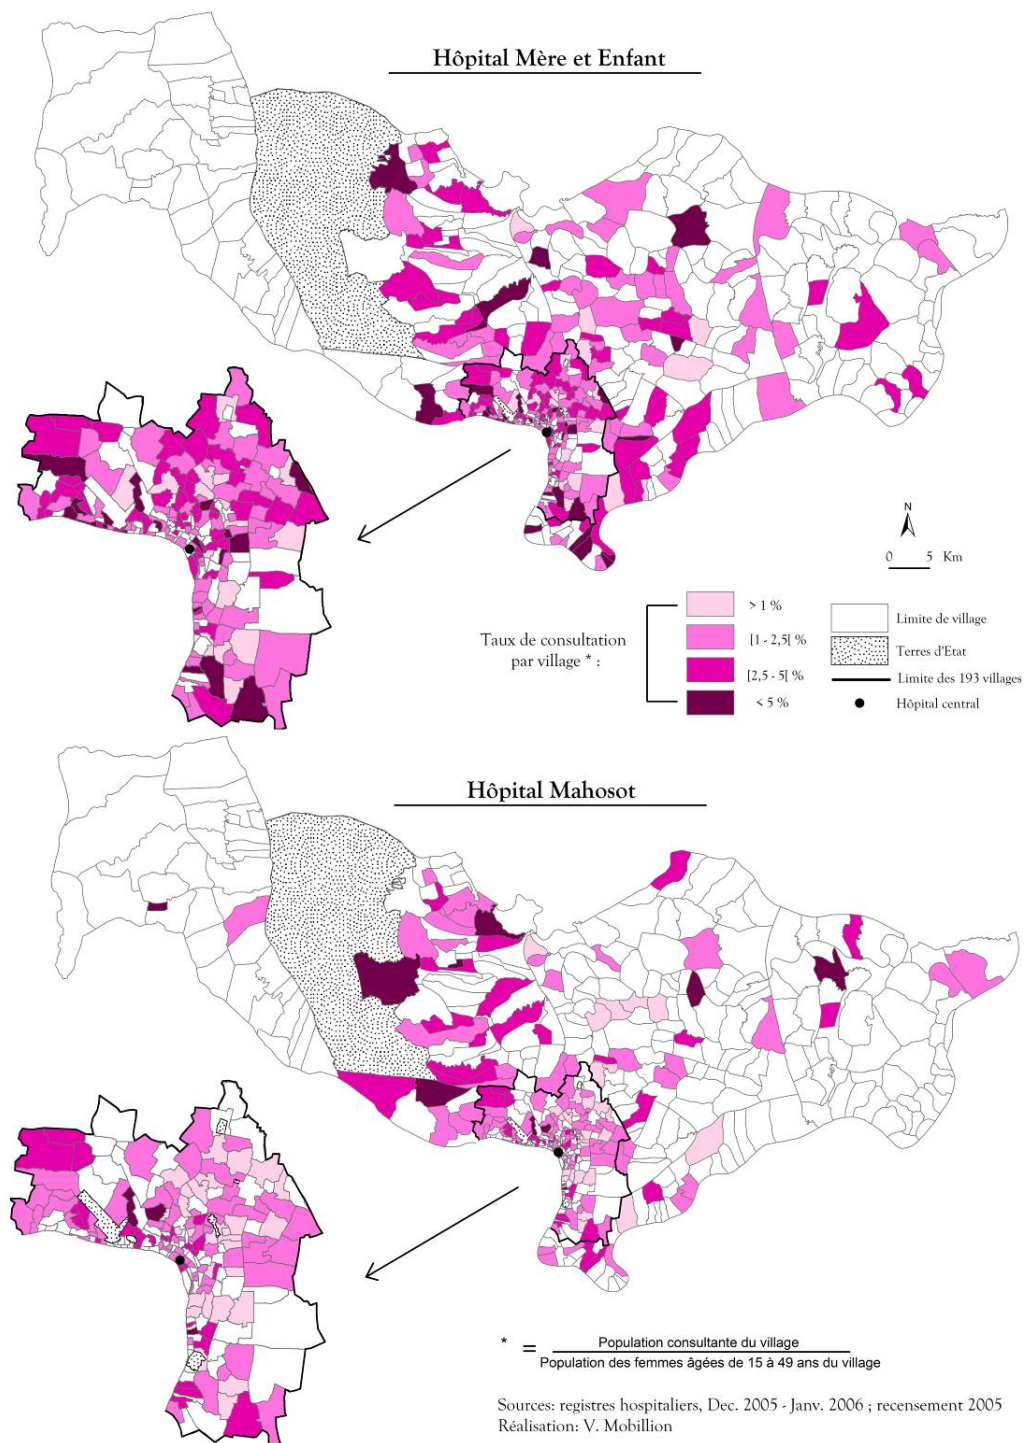 Hôpital Mère et Enfant
N
0 5 Km
Taux de consultation
par village * :
> 1 %
[1 - 2,5[ %
[2,5 - 5[ %
< 5 %
Limite de village
Terres d'Etat
Limite des 193 villages
Hôpital central
Hôpital Mahosot
* = Population consultante du village
Population des femmes âgées de 15 à 49 ans du village
Sources: registres hospitaliers, Dec. 2005 - Janv. 2006 ; recensement 2005
Réalisation: V. Mobillion